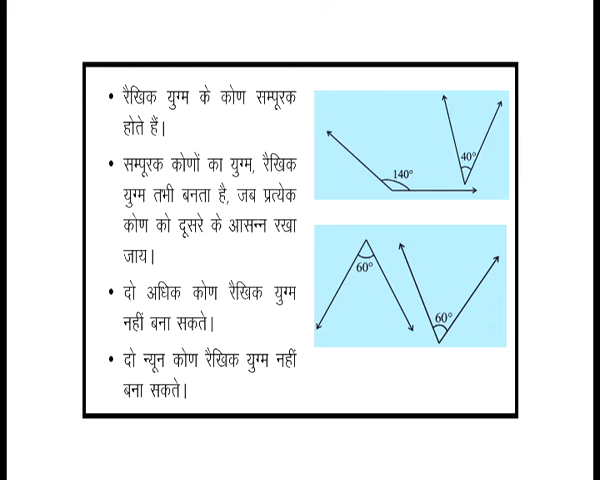 • रैखिक युग्म के कोण सम्पूरक
होते हैं।
• सम्पूरक कोणों का युग्म, रैखिक
युग्म तभी बनता है, जब प्रत्येक
कोण को दूसरे के आसन्न रखा
जाय।
• दो अधिक कोण रैखिक युग्म
नहीं बना सकते।
• दो न्यून कोण रैखिक युग्म नहीं
बना सकते।
140°
40°
60°
60°